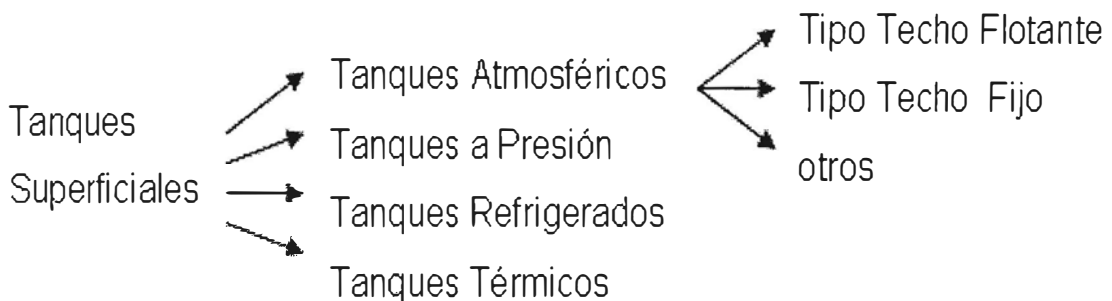 Tanques
Superficiales
Tanques Atmosféricos
Tanques a Presión
Tanques Refrigerados
Tanques Térmicos
Tipo Techo Flotante
Tipo Techo Fijo
otros